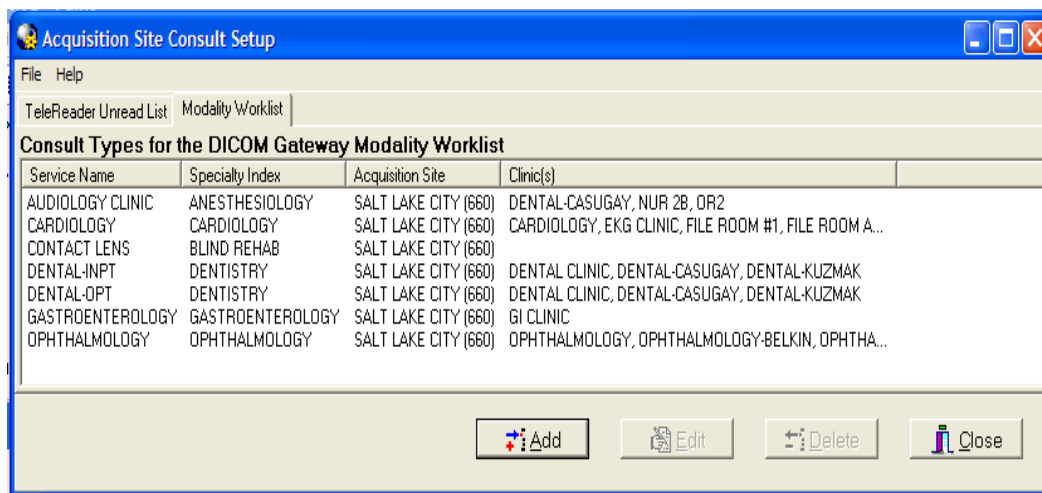 Acquisition Site Consult Setup
File Help
TeleReader Unread List Modality Worklist
Consult Types for the DICOM Gateway Modality Worklist
Service Name Specialty Index Acquisition Site Clinic(s)
AUDIOLOGY CLINIC ANESTHESIOLOGY SALT LAKE CITY (660) DENTAL-CASUGAY, NUR 2B, OR2
CARDIOLOGY CARDIOLOGY SALT LAKE CITY (660) CARDIOLOGY, EKG CLINIC, FILE ROOM #1, FILE ROOM A...
CONTACT LENS BLIND REHAB SALT LAKE CITY (660)
DENTAL-INPT DENTISTRY SALT LAKE CITY (660) DENTAL CLINIC, DENTAL-CASUGAY, DENTAL-KUZMAK
DENTAL-OPT DENTISTRY SALT LAKE CITY (660) DENTAL CLINIC, DENTAL-CASUGAY, DENTAL-KUZMAK
GASTROENTEROLOGY GASTROENTEROLOGY SALT LAKE CITY (660) GI CLINIC
OPHTHALMOLOGY OPHTHALMOLOGY SALT LAKE CITY (660) OPHTHALMOLOGY, OPHTHALMOLOGY-BELKIN, OPHTHA...
Add Edit Delete Close